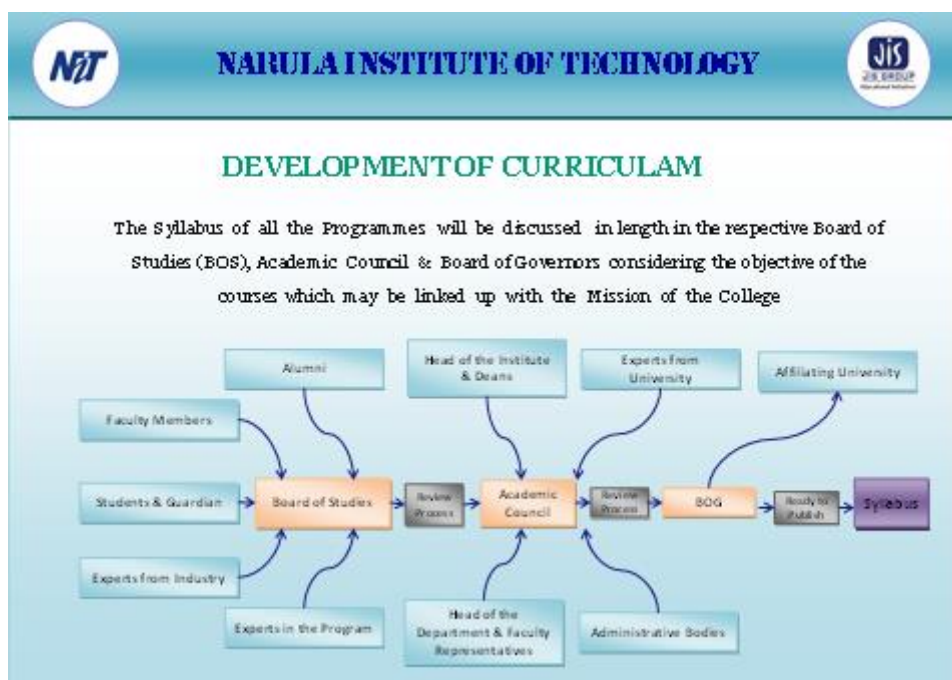 NiT
NARULA INSTITUTE OF TECHNOLOGY
JIS
JIS GROUP
Educational Initiatives
DEVELOPMENT OF CURRICULAM
The Syllabus of all the Programmes will be discussed in length in the respective Board of
Studies (BOS), Academic Council & Board of Governors considering the objective of the
courses which may be linked up with the Mission of the College
Alumni
Head of the Institute
& Deans
Experts from
University
Affiliating University
Faculty Members
Students & Guardian
Board of Studies
Review
Process
Academic
Council
Review
Process
BOG
Ready to
Publish
Syllabus
Experts from Industry
Experts in the Program
Head of the
Department & Faculty
Representatives
Administrative Bodies